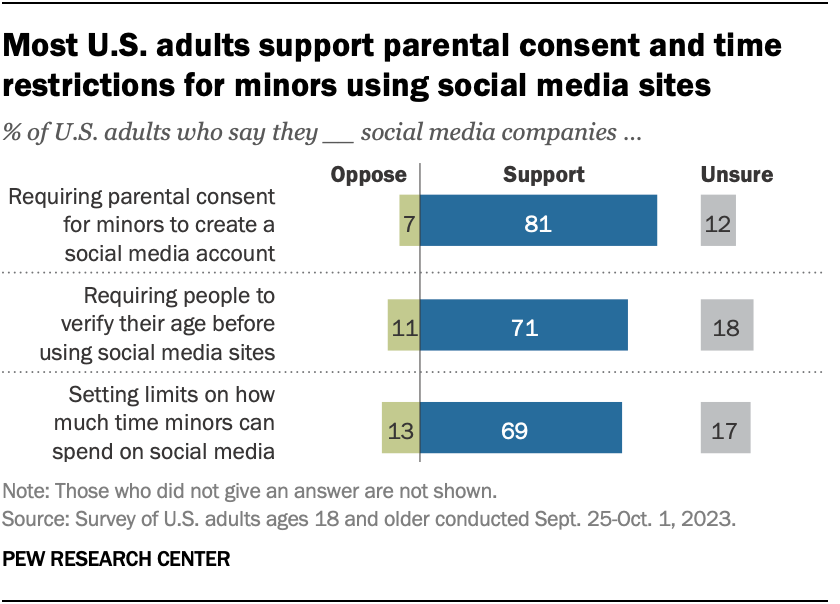 Most U.S. adults support parental consent and time
restrictions for minors using social media sites
% of U.S. adults who say they __ social media companies ...
Oppose Support Unsure
Requiring parental consent
for minors to create a
social media account
7 81 12
Requiring people to
verify their age before
using social media sites
11 71 18
Setting limits on how
much time minors can
spend on social media
13 69 17
Note: Those who did not give an answer are not shown.
Source: Survey of U.S. adults ages 18 and older conducted Sept. 25-Oct. 1, 2023.
PEW RESEARCH CENTER